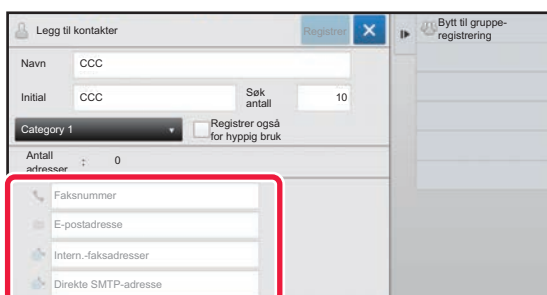 Legg til kontakter
Registrer
Bytt til gruppe-
registrering
Navn
CCC
Initial
CCC
Søk
antall
10
Category 1
Registrer også
for hyppig bruk
Antall
adresser
:
0
Faksnummer
E-postadresse
Intern.-faksadresser
Direkte SMTP-adresse